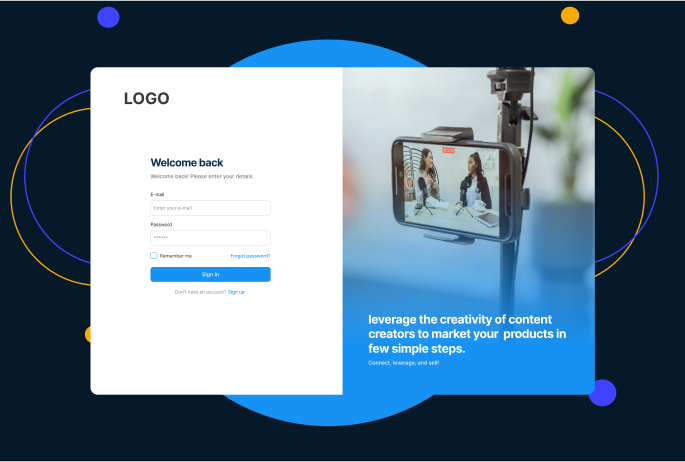 LOGO
Welcome back
Welcome back! Please enter your details.
E-mail
Enter your e-mail
Password
••••••
Remember me
Forgot password?
Sign in
Don't have an account? Sign up
leverage the creativity of content
creators to market your products in
few simple steps.
Connect, leverage, and sell!